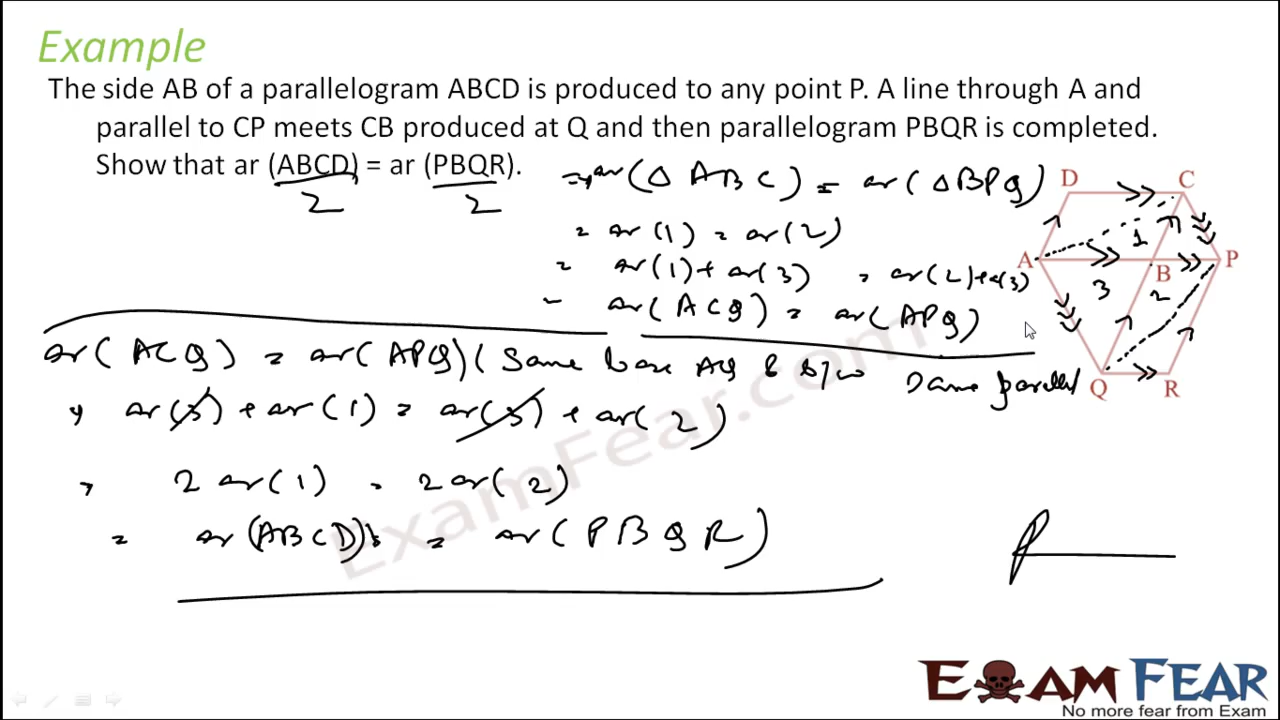 Example
The side AB of a parallelogram ABCD is produced to any point P. A line through A and
parallel to CP meets CB produced at Q and then parallelogram PBQR is completed.
Show that ar (ABCD) = ar (PBQR).
2 2
⇒ ar(△ ABC) = ar(△BPQ)
= ar(1) = ar(2)
= ar(1)+ ar(3) = ar(2)+ar(3)
= ar(ACQ) = ar(APQ)
ar(ACQ) = ar(APQ) (Same base AQ & b/w Same parallel
ar(3) + ar(1) = ar(3) + ar(2)
2 ar(1) = 2 ar(2)
= ar(ABCD) = ar(PBQR)
D C
1
A B P
3 2
Q R
ExamFear.com
EXAM FEAR
No more fear from Exam